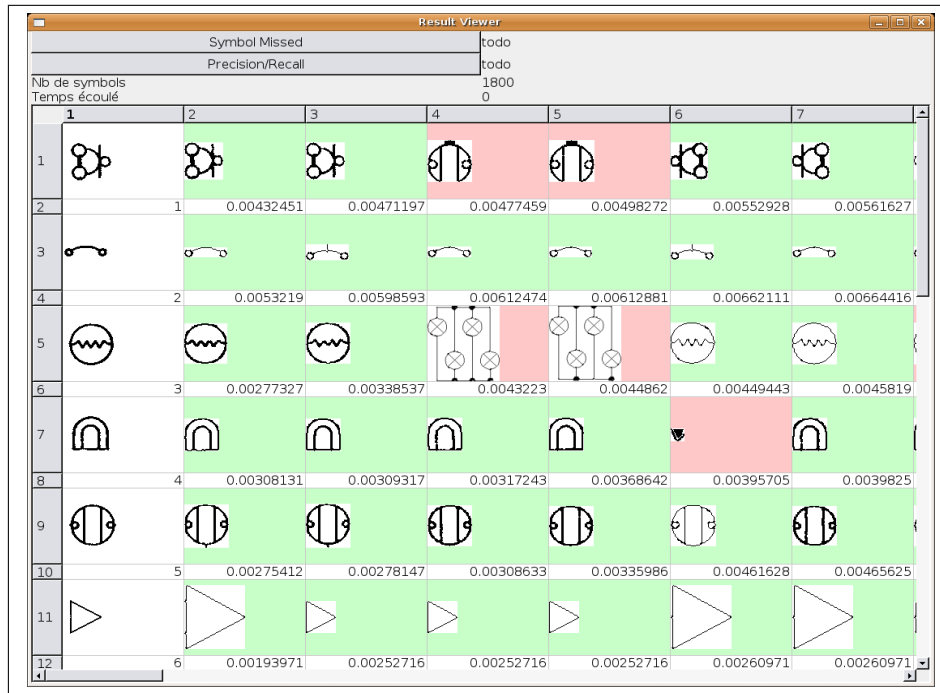 Result Viewer
Symbol Missed todo
Precision/Recall todo
Nb de symbols 1800
Temps écoulé 0
1 2 3 4 5 6 7
1
2 1 0.00432451 0.00471197 0.00477459 0.00498272 0.00552928 0.00561627
3
4 2 0.0053219 0.00598593 0.00612474 0.00612881 0.00662111 0.00664416
5
6 3 0.00277327 0.00338537 0.0043223 0.0044862 0.00449443 0.0045819
7
8 4 0.00308131 0.00309317 0.00317243 0.00368642 0.00395705 0.0039825
9
10 5 0.00275412 0.00278147 0.00308633 0.00335986 0.00461628 0.00465625
11
12 6 0.00193971 0.00252716 0.00252716 0.00252716 0.00260971 0.00260971